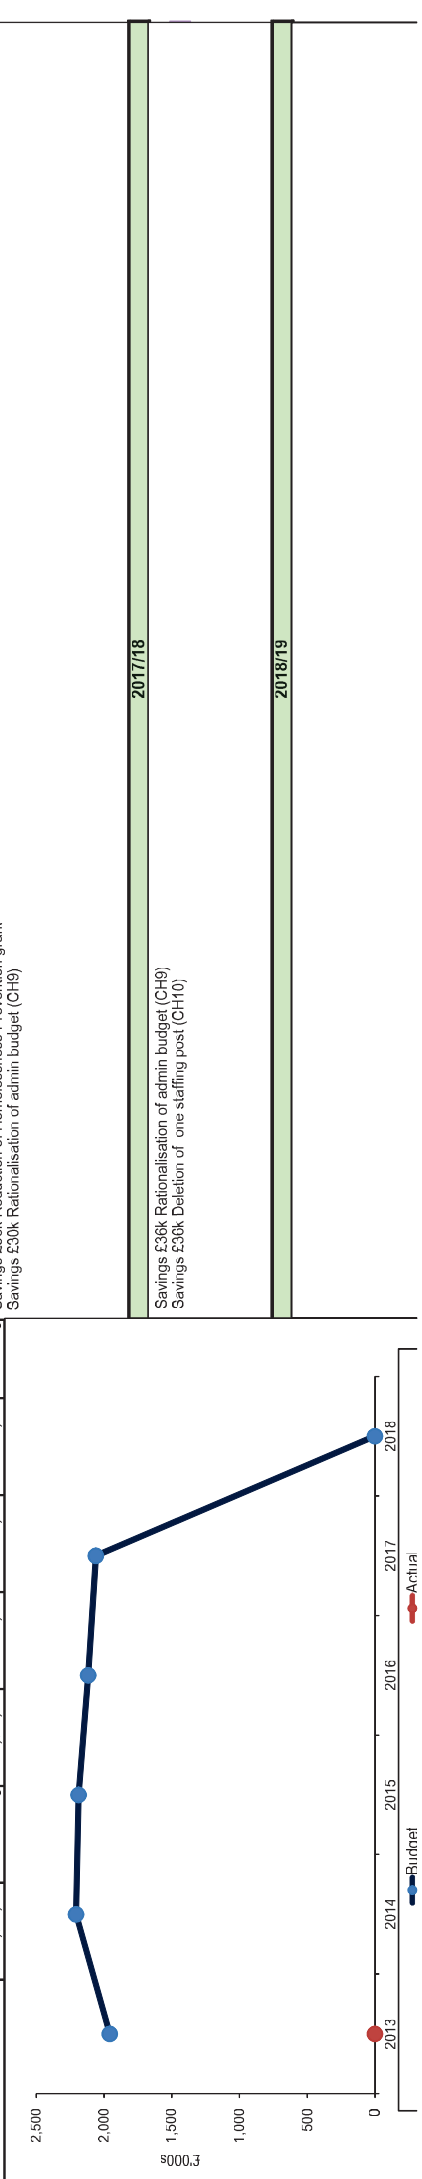 Savings £30k Rationalisation of admin budget (CH9)
2017/18
Savings £36k Rationalisation of admin budget (CH9)
Savings £36k Deletion of one staffing post (CH10)
2018/19
2,500
2,000
1,500
1,000
500
0
£'000s
2013
2014
2015
2016
2017
2018
Budget
Actual